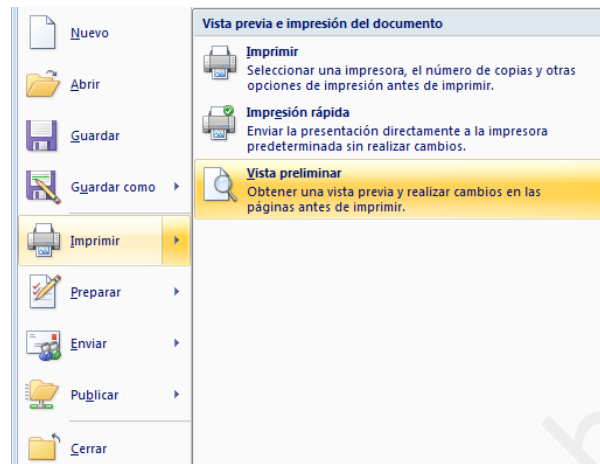 Nuevo
Abrir
Guardar
Guardar como
Imprimir
Preparar
Enviar
Publicar
Cerrar
Vista previa e impresión del documento
Imprimir
Seleccionar una impresora, el número de copias y otras
opciones de impresión antes de imprimir.
Impresión rápida
Enviar la presentación directamente a la impresora
predeterminada sin realizar cambios.
Vista preliminar
Obtener una vista previa y realizar cambios en las
páginas antes de imprimir.